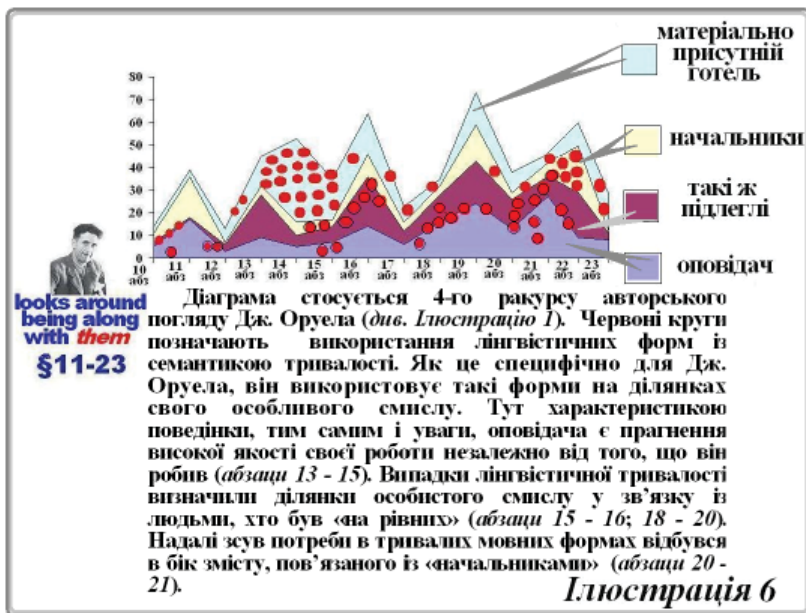 матеріально
присутній
готель
начальники
такі ж
підлеглі
оповідач
80
70
60
50
40
30
20
10
0
10 абз
11 абз
12 абз
13 абз
14 абз
15 абз
16 абз
17 абз
18 абз
19 абз
20 абз
21 абз
22 абз
23 абз
looks around
being along
with them
§11-23
Діаграма стосується 4-го ракурсу авторського
погляду Дж. Оруела (див. Ілюстрацію 1). Червоні круги
позначають використання лінгвістичних форм із
семантикою тривалості. Як це специфічно для Дж.
Оруела, він використовує такі форми на ділянках
свого особливого смислу. Тут характеристикою
поведінки, тим самим і уваги, оповідача є прагнення
високої якості своєї роботи незалежно від того, що він
робив (абзаци 13 - 15). Випадки лінгвістичної тривалості
визначили ділянки особистого смислу у зв’язку із
людьми, хто був «на рівних» (абзаци 15 - 16; 18 - 20).
Надалі зсув потреби в тривалих мовних формах відбувся
в бік змісту, пов’язаного із «начальниками» (абзаци 20 -
21).
Ілюстрація 6